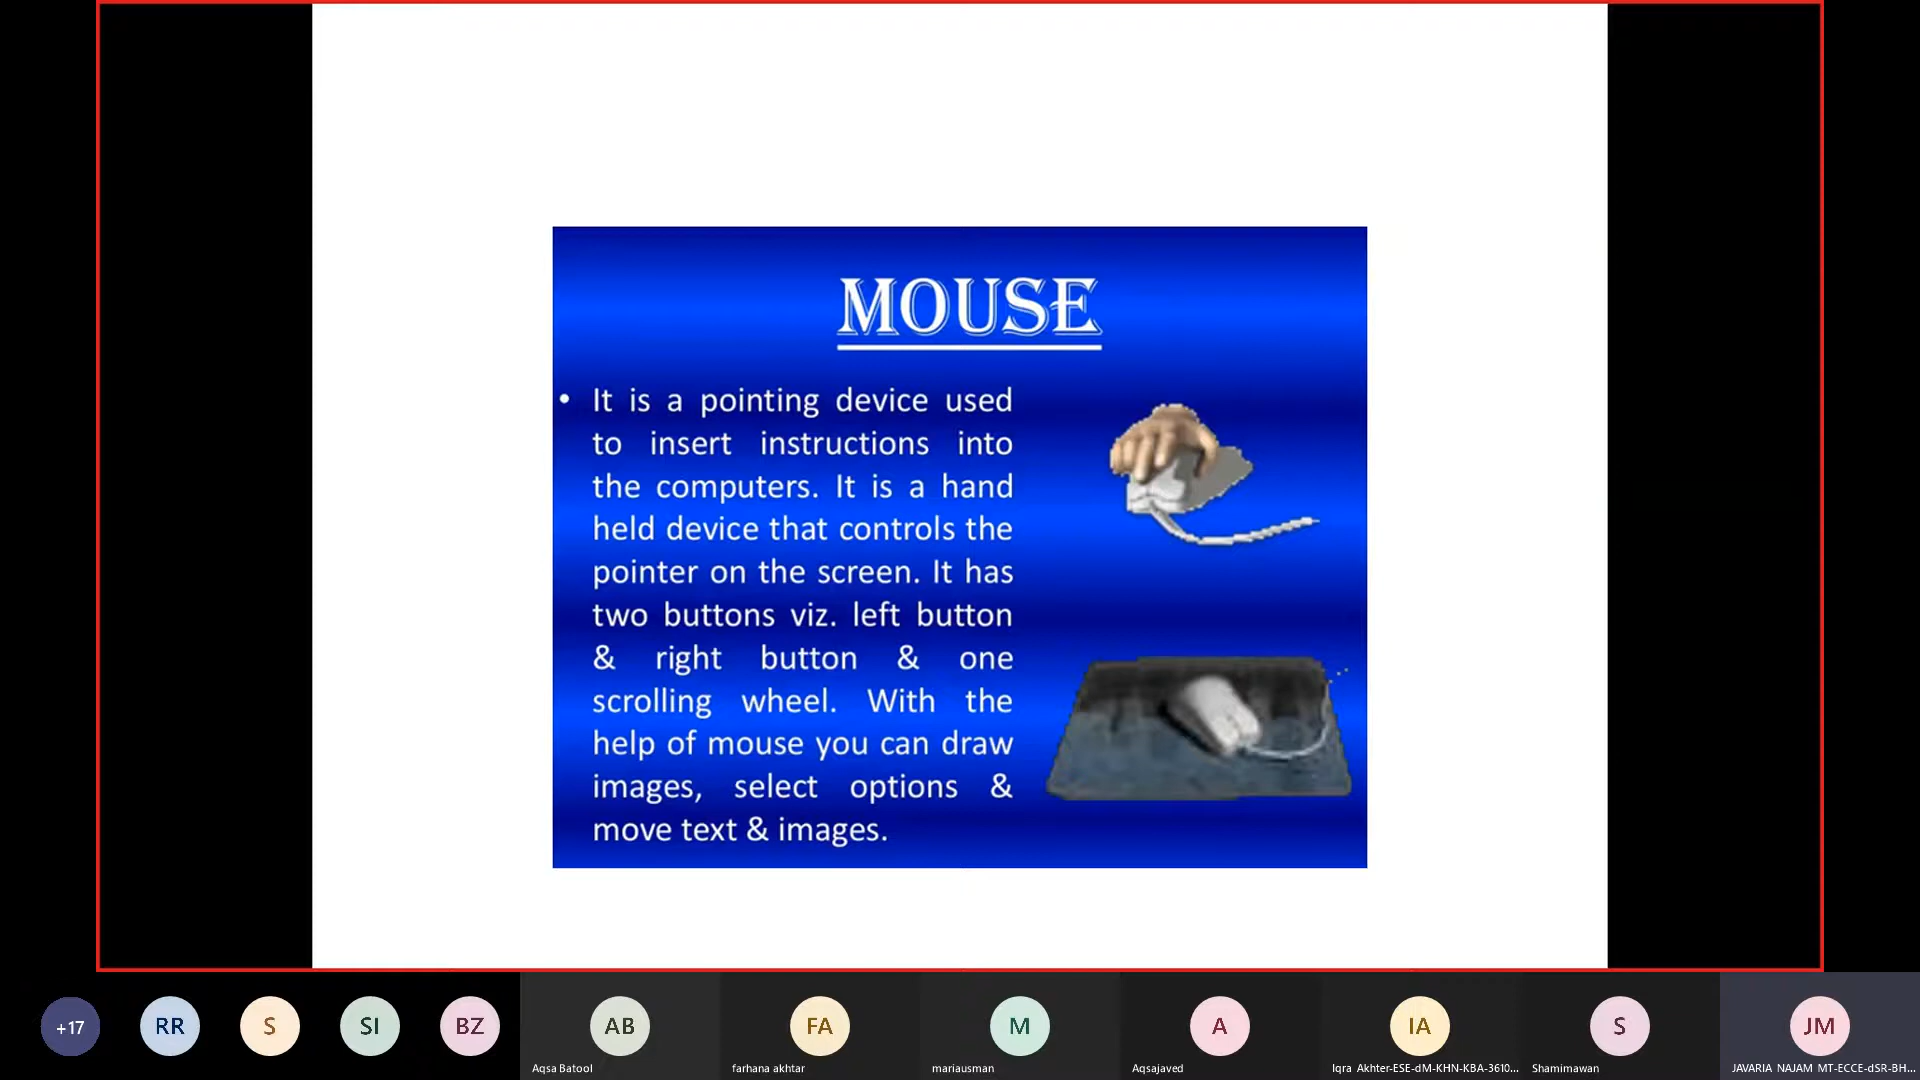 MOUSE
• It is a pointing device used
to insert instructions into
the computers. It is a hand
held device that controls the
pointer on the screen. It has
two buttons viz. left button
& right button & one
scrolling wheel. With the
help of mouse you can draw
images, select options &
move text & images.
+17
RR
S
SI
BZ
AB
FA
M
A
IA
S
JM
Aqsa Batool
farhana akhtar
mariausman
Aqsajaved
Iqra Akhter-ESE-dM-KHN-KBA-3610...
Shamimawan
JAVARIA NAJAM MT-ECCE-dSR-BH...